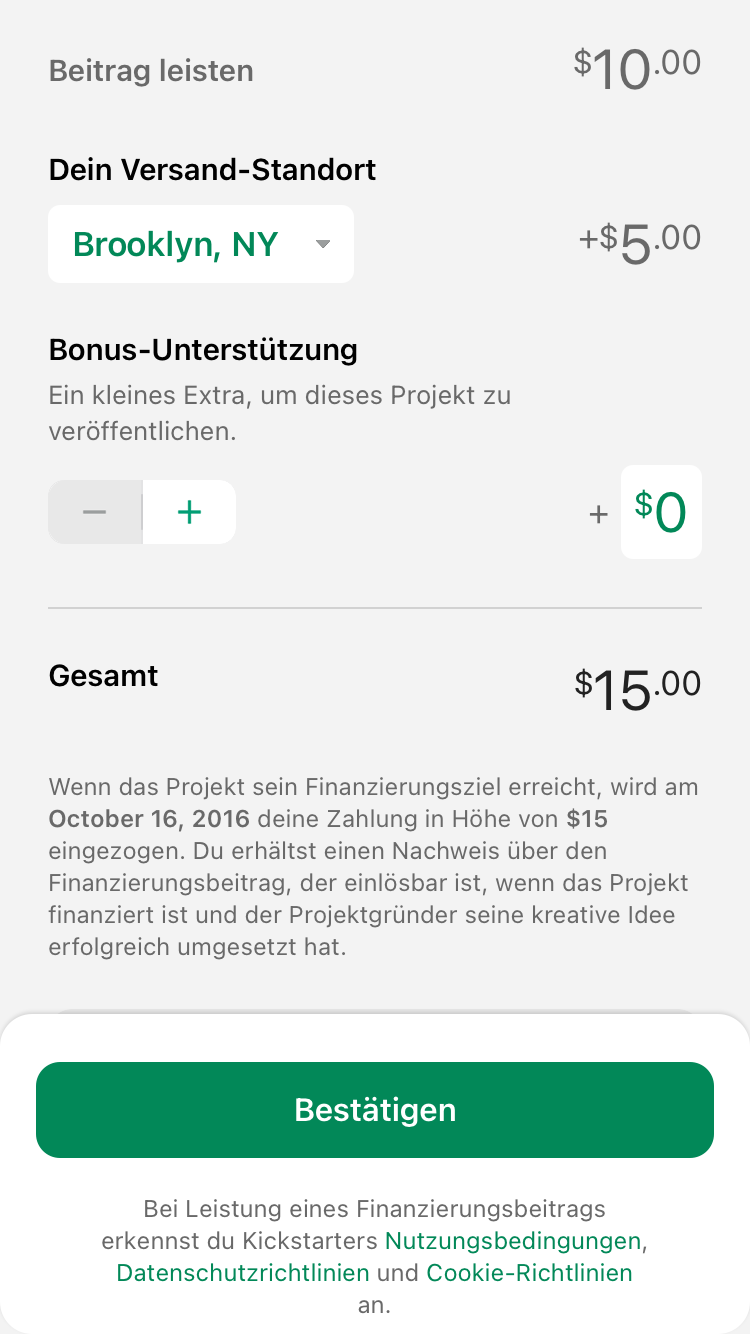 Beitrag leisten $10.00
Dein Versand-Standort
Brooklyn, NY +$5.00
Bonus-Unterstützung
Ein kleines Extra, um dieses Projekt zu
veröffentlichen.
− + + $0
Gesamt $15.00
Wenn das Projekt sein Finanzierungsziel erreicht, wird am
October 16, 2016 deine Zahlung in Höhe von $15
eingezogen. Du erhältst einen Nachweis über den
Finanzierungsbeitrag, der einlösbar ist, wenn das Projekt
finanziert ist und der Projektgründer seine kreative Idee
erfolgreich umgesetzt hat.
Bestätigen
Bei Leistung eines Finanzierungsbeitrags
erkennst du Kickstarters Nutzungsbedingungen,
Datenschutzrichtlinien und Cookie-Richtlinien
an.